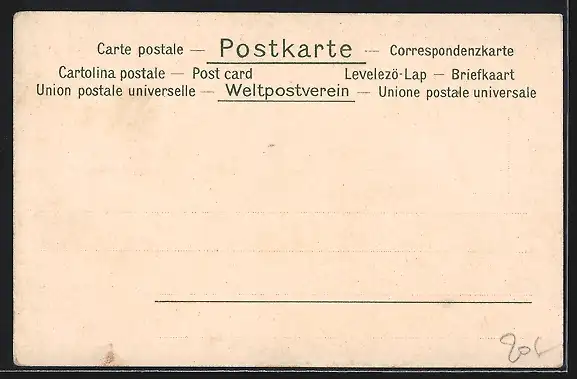 Carte postale — Postkarte — Correspondenzkarte
Cartolina postale — Post card Levelezö-Lap — Briefkaart
Union postale universelle — Weltpostverein — Unione postale universale